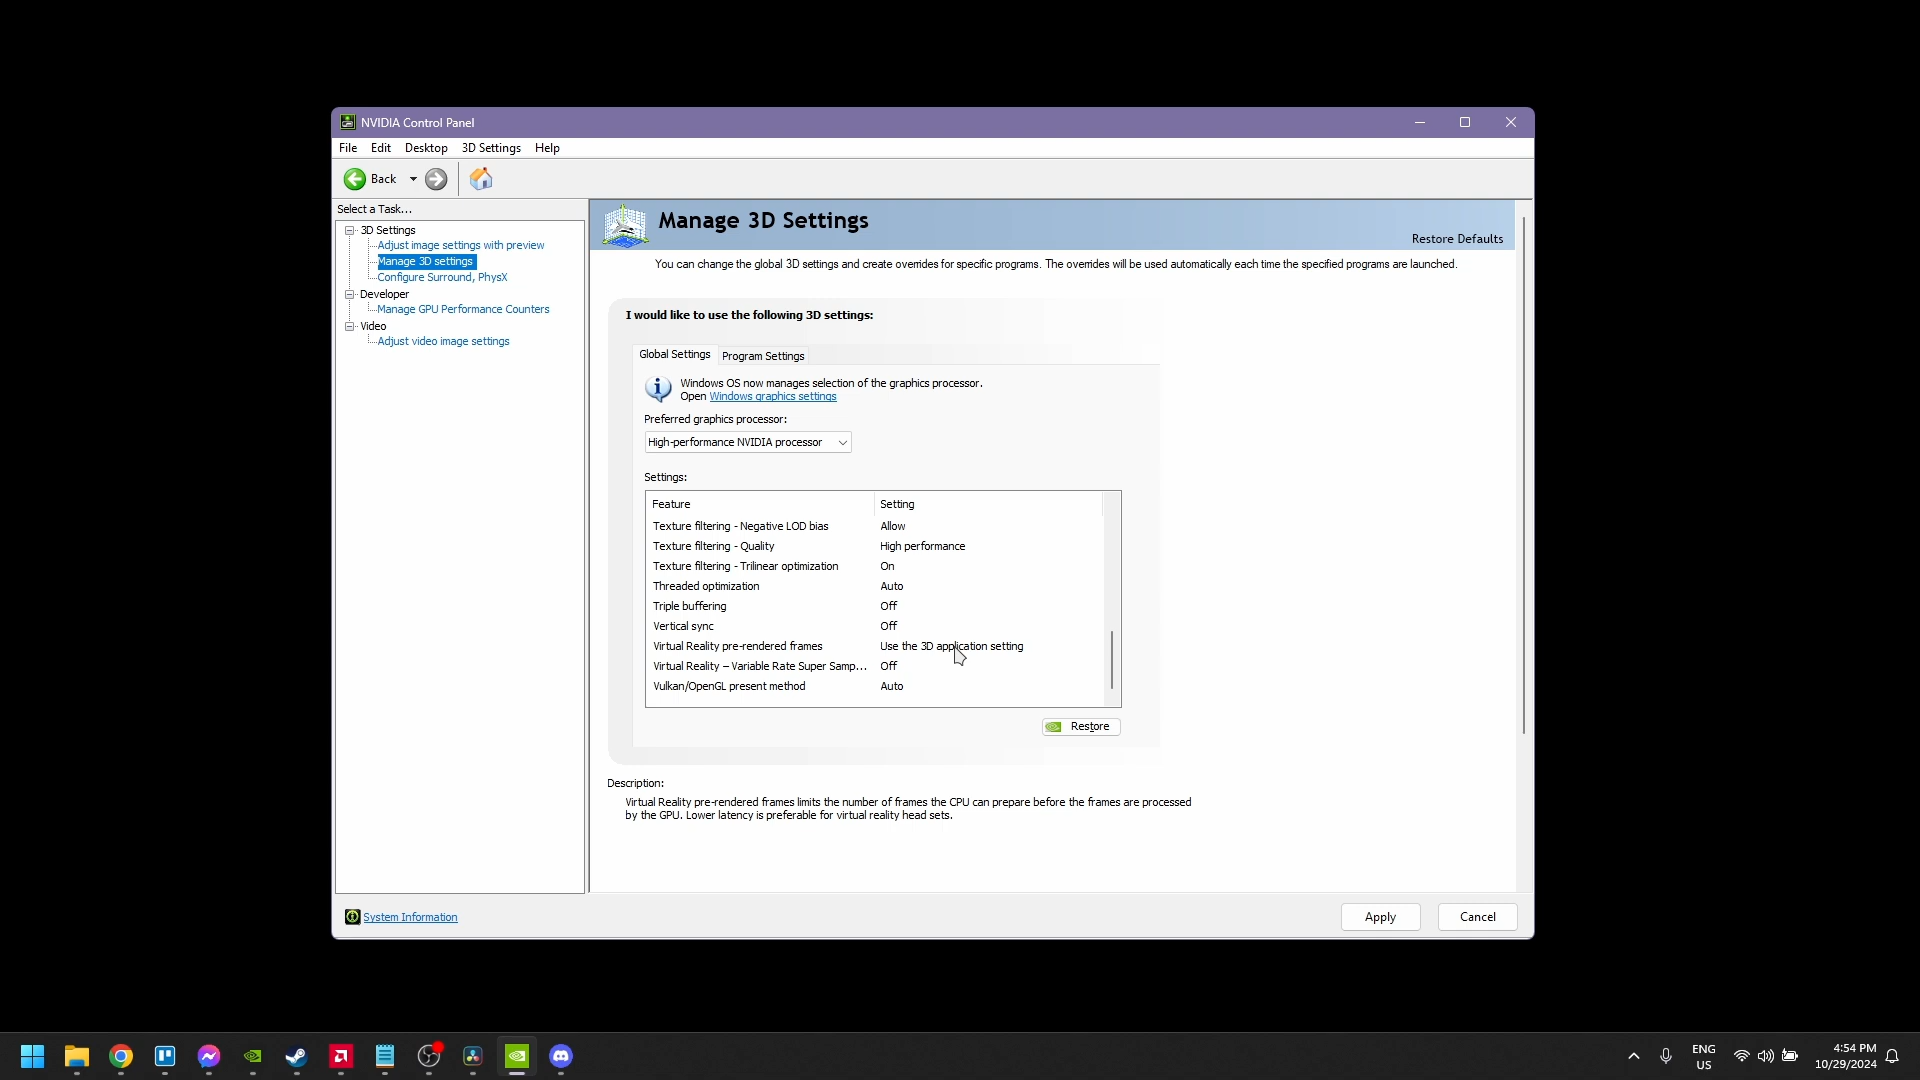 NVIDIA Control Panel
File Edit Desktop 3D Settings Help
Back
Select a Task...
3D Settings
Adjust image settings with preview
Manage 3D settings
Configure Surround, PhysX
Developer
Manage GPU Performance Counters
Video
Adjust video image settings
Manage 3D Settings
Restore Defaults
You can change the global 3D settings and create overrides for specific programs. The overrides will be used automatically each time the specified programs are launched.
I would like to use the following 3D settings:
Global Settings Program Settings
Windows OS now manages selection of the graphics processor.
Open Windows graphics settings
Preferred graphics processor:
High-performance NVIDIA processor
Settings:
Feature Setting
Texture filtering - Negative LOD bias Allow
Texture filtering - Quality High performance
Texture filtering - Trilinear optimization On
Threaded optimization Auto
Triple buffering Off
Vertical sync Off
Virtual Reality pre-rendered frames Use the 3D application setting
Virtual Reality – Variable Rate Super Samp... Off
Vulkan/OpenGL present method Auto
Restore
Description:
Virtual Reality pre-rendered frames limits the number of frames the CPU can prepare before the frames are processed
by the GPU. Lower latency is preferable for virtual reality head sets.
System Information
Apply Cancel
ENG
US
4:54 PM
10/29/2024